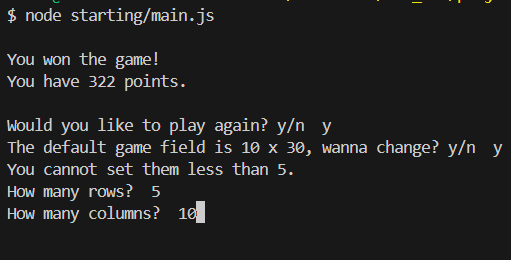 $ node starting/main.js
You won the game!
You have 322 points.
Would you like to play again? y/n  y
The default game field is 10 x 30, wanna change? y/n  y
You cannot set them less than 5.
How many rows?  5
How many columns?  10